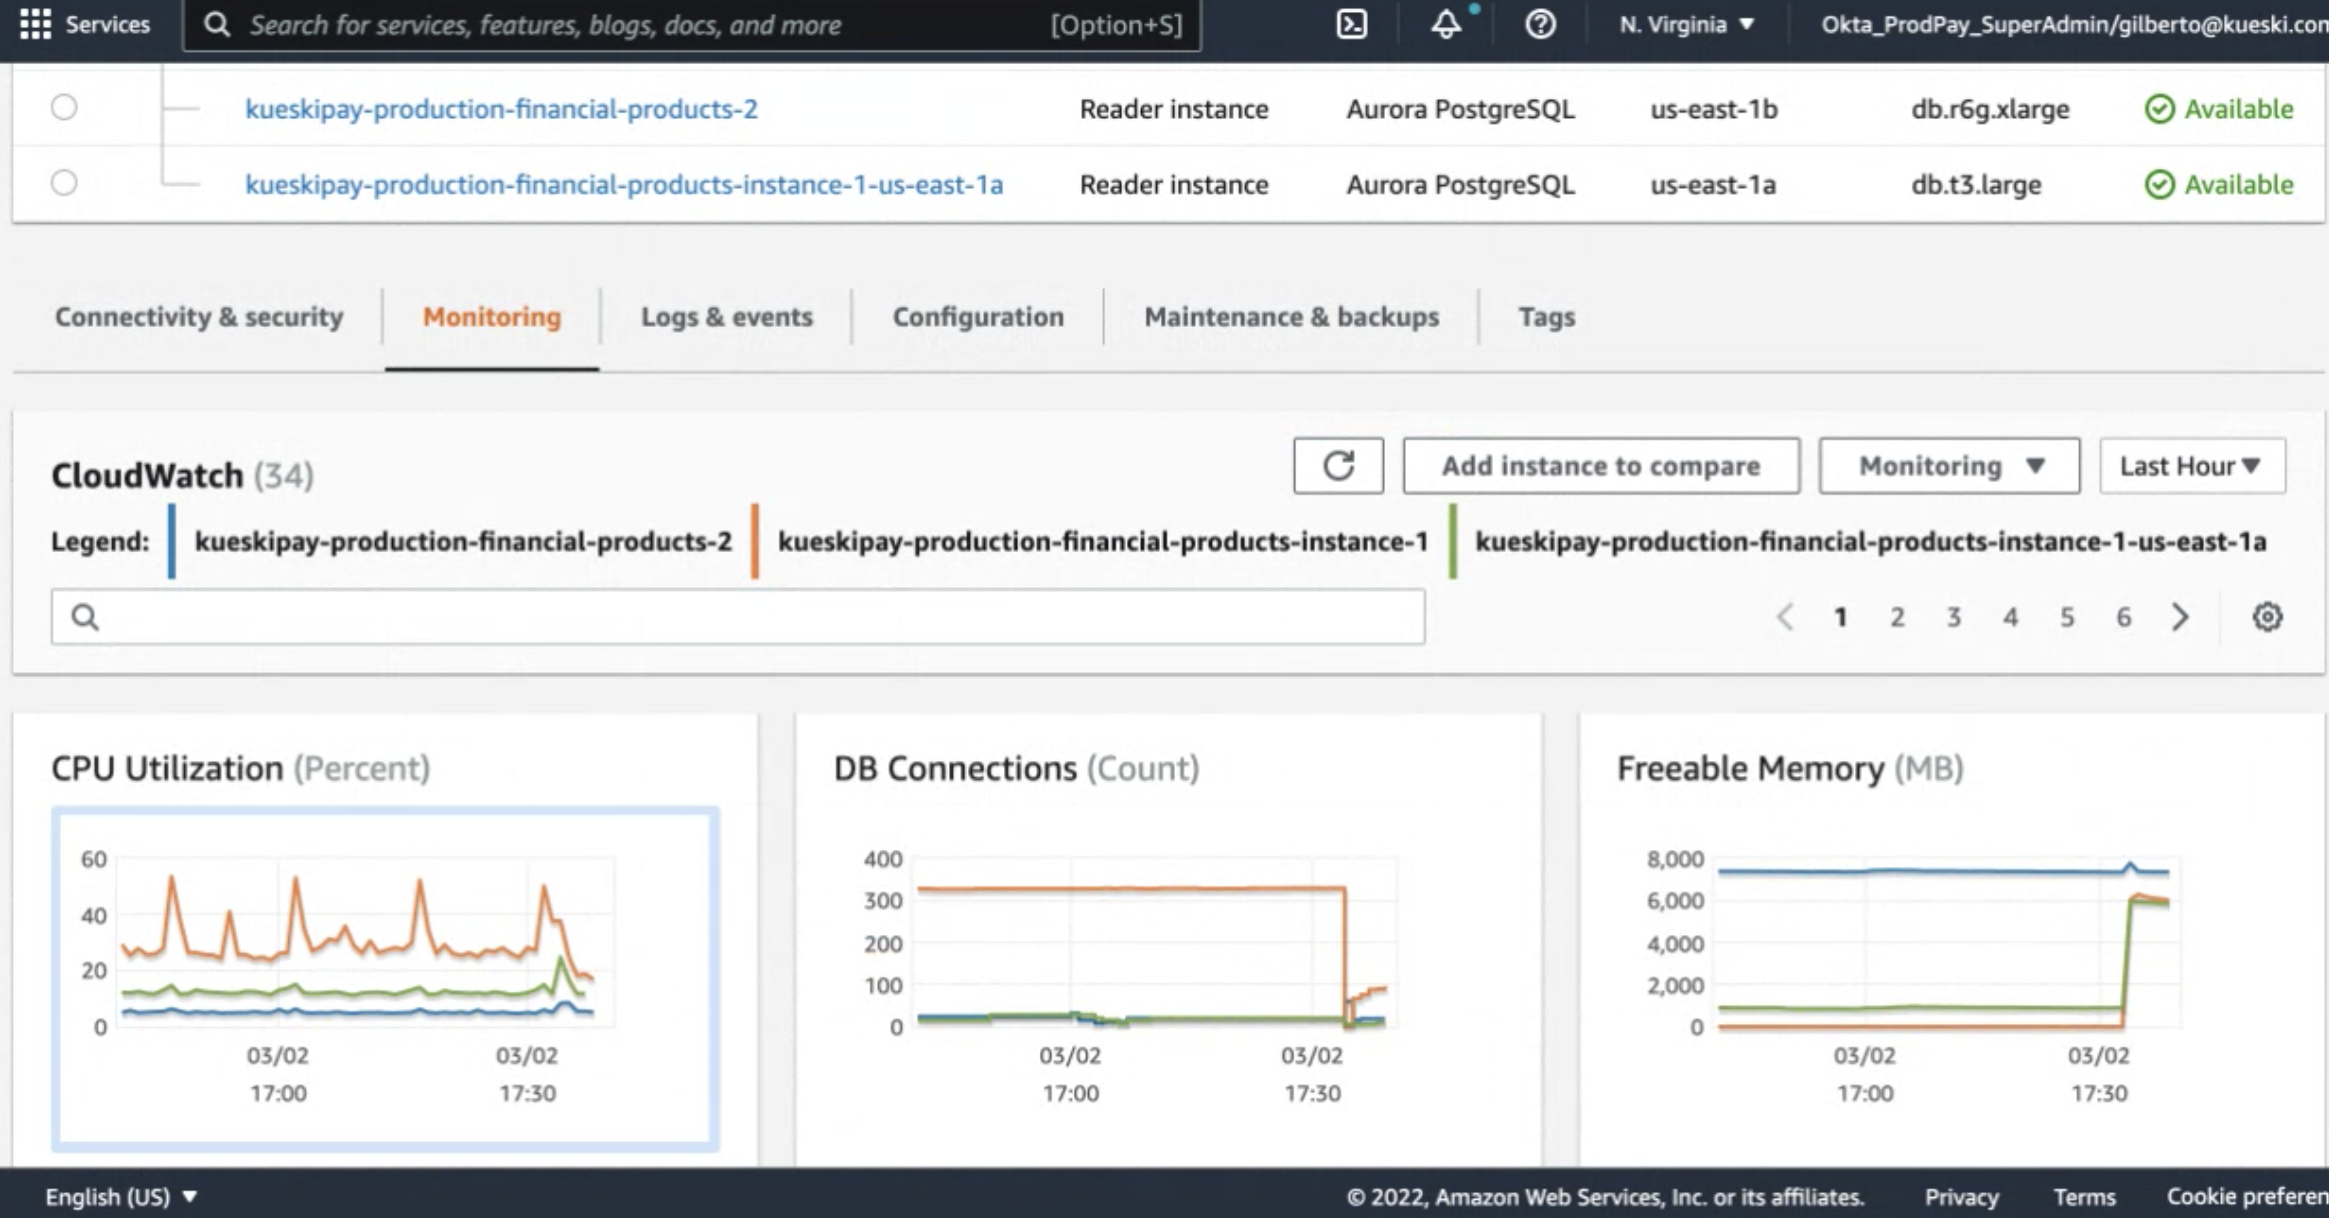 Services
Search for services, features, blogs, docs, and more [Option+S]
N. Virginia ▼
Okta_ProdPay_SuperAdmin/gilberto@kueski.com
kueskipay-production-financial-products-2 Reader instance Aurora PostgreSQL us-east-1b db.r6g.xlarge Available
kueskipay-production-financial-products-instance-1-us-east-1a Reader instance Aurora PostgreSQL us-east-1a db.t3.large Available
Connectivity & security Monitoring Logs & events Configuration Maintenance & backups Tags
CloudWatch (34)
Add instance to compare Monitoring ▼ Last Hour ▼
Legend: kueskipay-production-financial-products-2 kueskipay-production-financial-products-instance-1 kueskipay-production-financial-products-instance-1-us-east-1a
1 2 3 4 5 6
CPU Utilization (Percent)
60
40
20
0
03/02 03/02
17:00 17:30
DB Connections (Count)
400
300
200
100
0
03/02 03/02
17:00 17:30
Freeable Memory (MB)
8,000
6,000
4,000
2,000
0
03/02 03/02
17:00 17:30
English (US) ▼
© 2022, Amazon Web Services, Inc. or its affiliates. Privacy Terms Cookie preferen